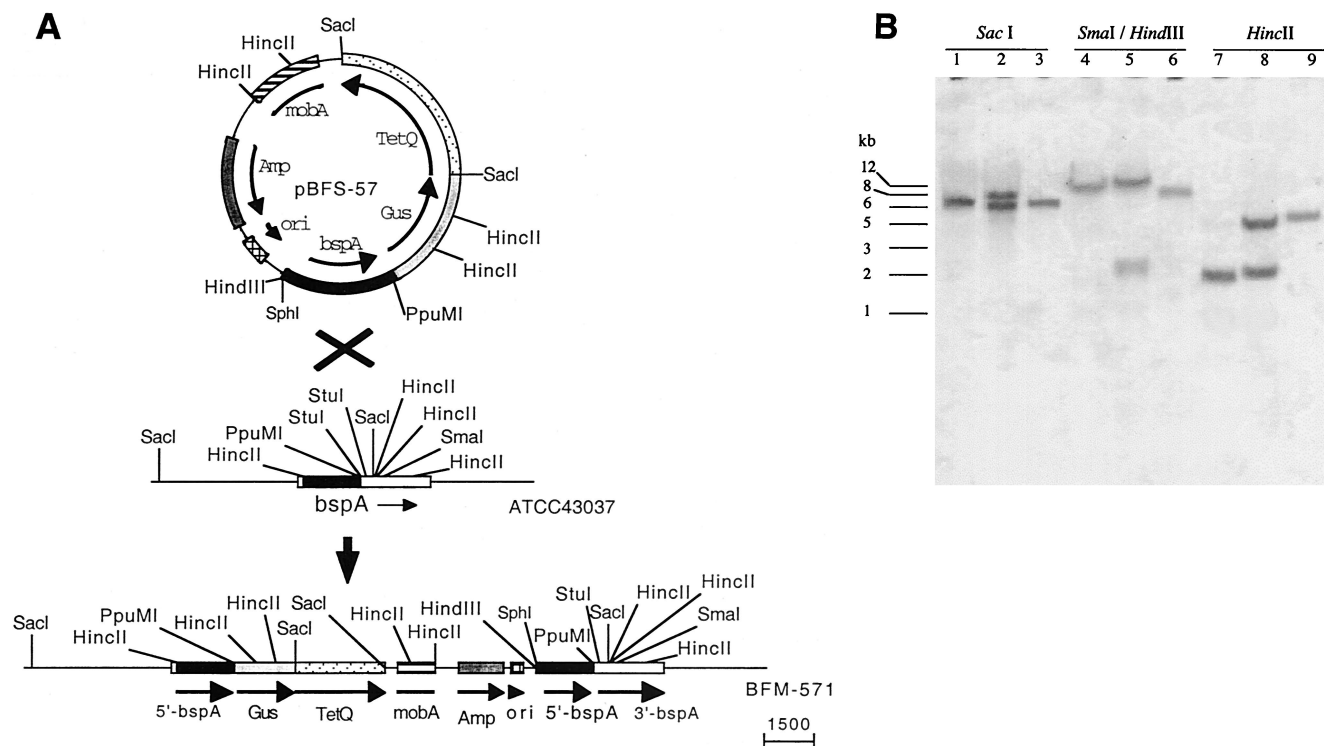 A
SacI
HincII
HincII
mobA
TetQ
Amp
pBFS-57
SacI
ori
Gus
bspA
HincII
HincII
HindIII
SphI
PpuMI
HincII
StuI
StuI
SacI
HincII
SacI
PpuMI
SmaI
HincII
HincII
bspA
ATCC43037
HincII
HincII
StuI
HincII
SacI
HindIII
SphI
SacI
PpuMI
HincII
SmaI
SacI
HincII
SacI
HincII
PpuMI
HincII
HincII
BFM-571
5'-bspA
Gus
TetQ
mobA
Amp
ori
5'-bspA
3'-bspA
1500
B
Sac I
SmaI / HindIII
HincII
1 2 3 4 5 6 7 8 9
kb
12
8
6
5
3
2
1